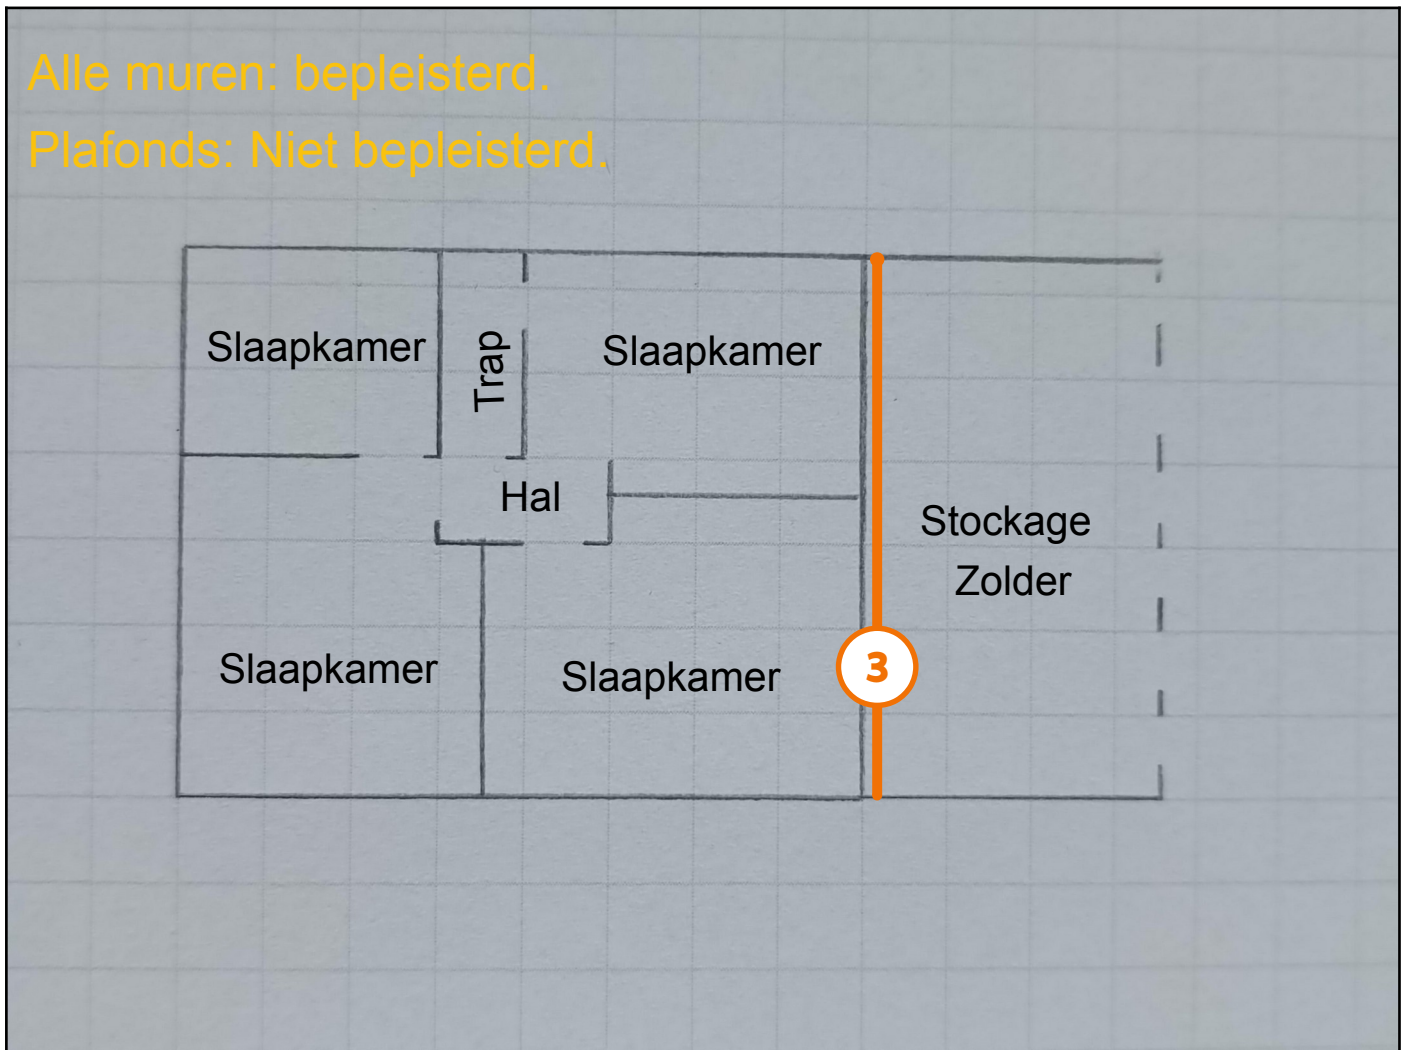 Alle muren: bepleisterd.
Plafonds: Niet bepleisterd.
Slaapkamer
Trap
Slaapkamer
Hal
Stockage
Zolder
Slaapkamer
Slaapkamer
3